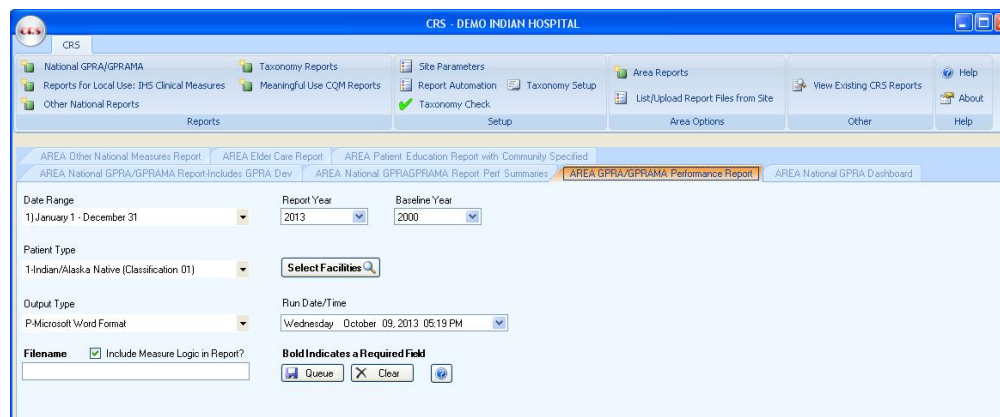 CRS - DEMO INDIAN HOSPITAL
CRS
CRS
National GPRA/GPRAMA
Reports for Local Use: IHS Clinical Measures
Other National Reports
Taxonomy Reports
Meaningful Use CQM Reports
Reports
Site Parameters
Report Automation
Taxonomy Setup
Taxonomy Check
Setup
Area Reports
List/Upload Report Files from Site
Area Options
View Existing CRS Reports
Other
Help
About
Help
AREA Other National Measures Report
AREA Elder Care Report
AREA Patient Education Report with Community Specified
AREA National GPRA/GPRAMA Report-Includes GPRA Dev
AREA National GPRAGPRAMA Report Perf Summaries
AREA GPRA/GPRAMA Performance Report
AREA National GPRA Dashboard
Date Range
Report Year
Baseline Year
1) January 1 - December 31
2013
2000
Patient Type
1-Indian/Alaska Native (Classification 01)
Select Facilities
Output Type
Run Date/Time
P-Microsoft Word Format
Wednesday October 09, 2013 05:19 PM
Filename
Include Measure Logic in Report?
Bold Indicates a Required Field
Queue
Clear